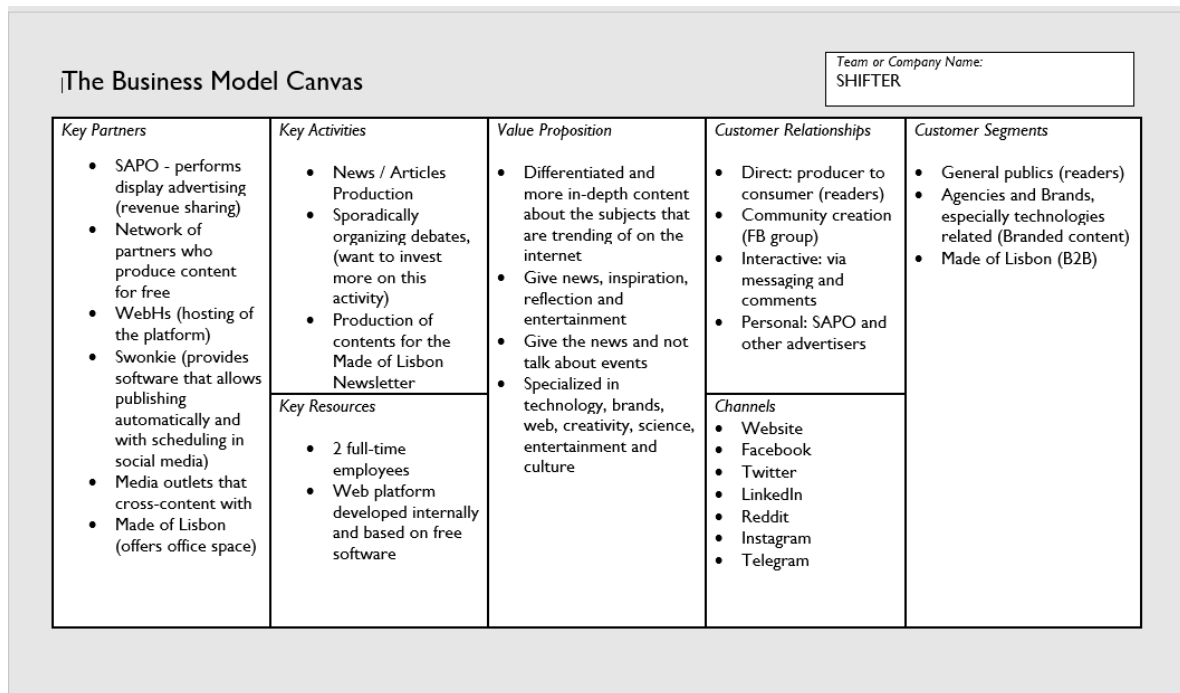 The Business Model Canvas
Team or Company Name:
SHIFTER
Key Partners
• SAPO - performs
display advertising
(revenue sharing)
• Network of
partners who
produce content
for free
• WebHs (hosting of
the platform)
• Swonkie (provides
software that allows
publishing
automatically and
with scheduling in
social media)
• Media outlets that
cross-content with
• Made of Lisbon
(offers office space)
Key Activities
• News / Articles
Production
• Sporadically
organizing debates,
(want to invest
more on this
activity)
• Production of
contents for the
Made of Lisbon
Newsletter
Key Resources
• 2 full-time
employees
• Web platform
developed internally
and based on free
software
Value Proposition
• Differentiated and
more in-depth content
about the subjects that
are trending of on the
internet
• Give news, inspiration,
reflection and
entertainment
• Give the news and not
talk about events
• Specialized in
technology, brands,
web, creativity, science,
entertainment and
culture
Customer Relationships
• Direct: producer to
consumer (readers)
• Community creation
(FB group)
• Interactive: via
messaging and
comments
• Personal: SAPO and
other advertisers
Channels
• Website
• Facebook
• Twitter
• LinkedIn
• Reddit
• Instagram
• Telegram
Customer Segments
• General publics (readers)
• Agencies and Brands,
especially technologies
related (Branded content)
• Made of Lisbon (B2B)